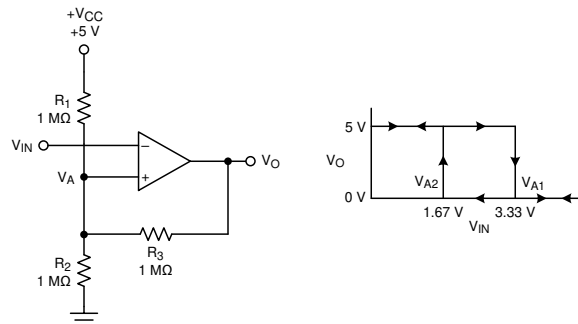 +VCC
+5 V
R1
1 MΩ
VIN
−
VA
+
VO
R3
1 MΩ
R2
1 MΩ
5 V
VO
0 V
VA2
VA1
1.67 V
3.33 V
VIN